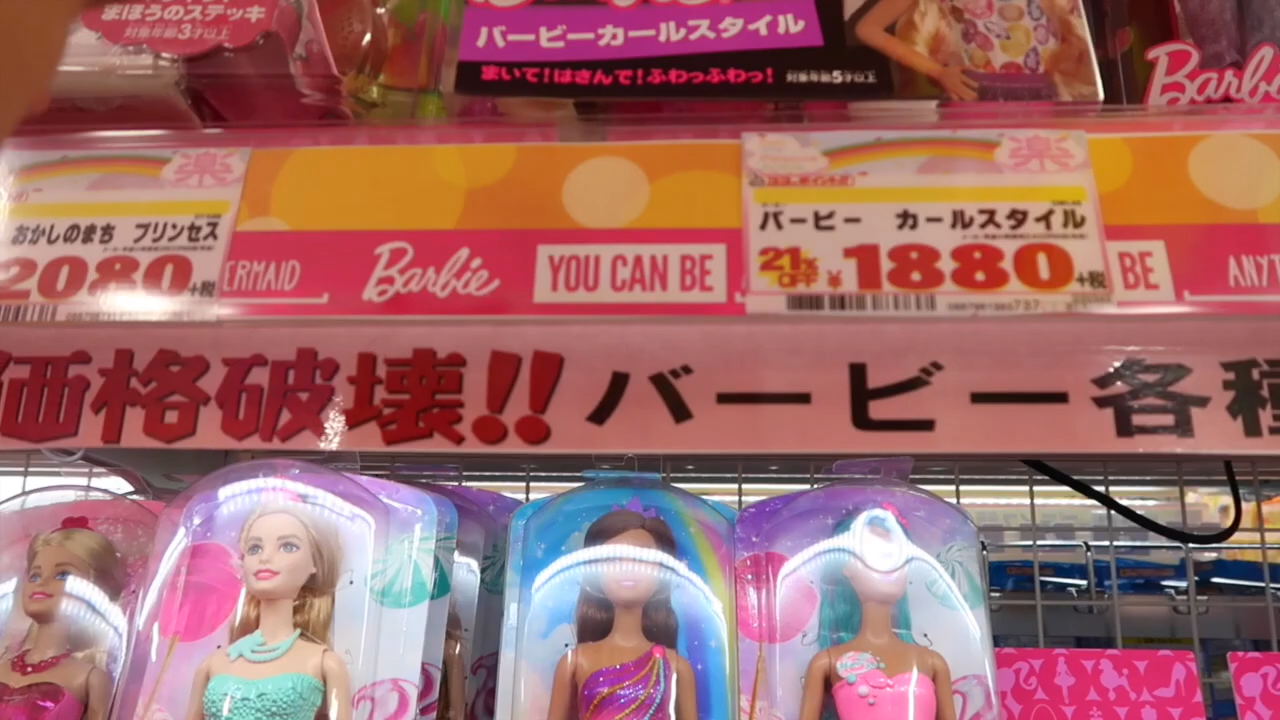 まほうのステッキ
対象年齢3才以上
バービーカールスタイル
まいて!はさんで!ふわっふわっ! 対象年齢5才以上
Barbie
楽
おかしのまち プリンセス
2080+税
ERMAID
Barbie
YOU CAN BE
楽
バービー カールスタイル
21%OFF ¥1880+税
BE
ANYT
価格破壊!! バービー各種